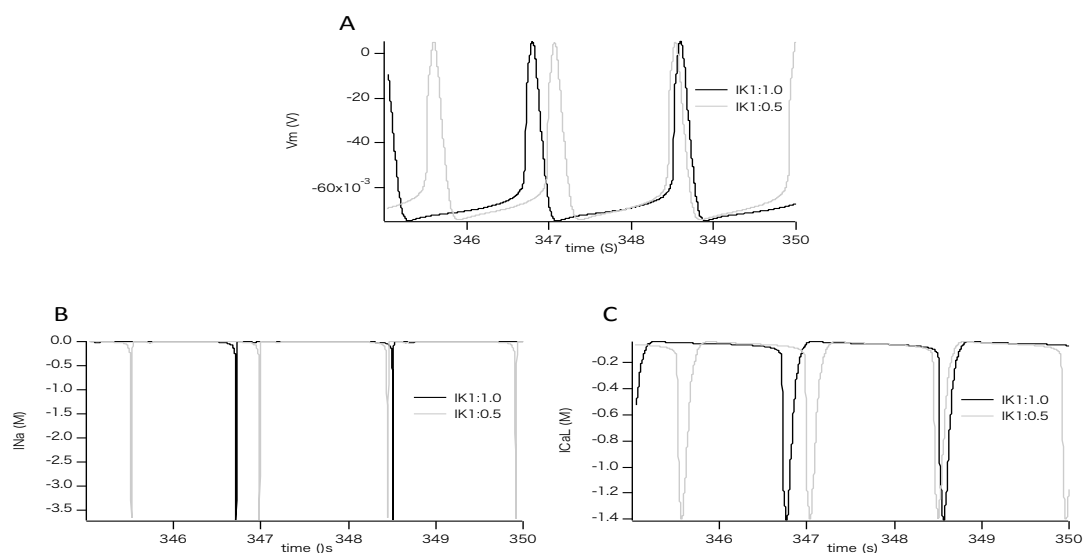 A
0
-20
-40
-60x10-3
Vm (V)
IK1:1.0
IK1:0.5
346
347
348
349
350
time (S)
B
0.0
-0.5
-1.0
-1.5
-2.0
-2.5
-3.0
-3.5
INa (M)
IK1:1.0
IK1:0.5
346
347
348
349
350
time ()s
C
-0.2
-0.4
-0.6
-0.8
-1.0
-1.2
-1.4
ICaL (M)
IK1:1.0
IK1:0.5
346
347
348
349
350
time (s)